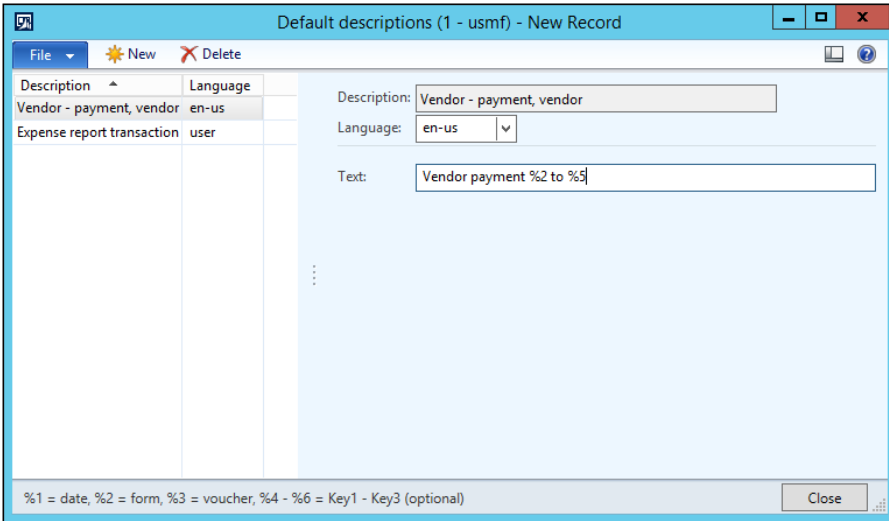 Default descriptions (1 - usmf) - New Record
File New Delete
Description Language
Vendor - payment, vendor en-us
Expense report transaction user
Description: Vendor - payment, vendor
Language: en-us
Text: Vendor payment %2 to %5
%1 = date, %2 = form, %3 = voucher, %4 - %6 = Key1 - Key3 (optional)
Close